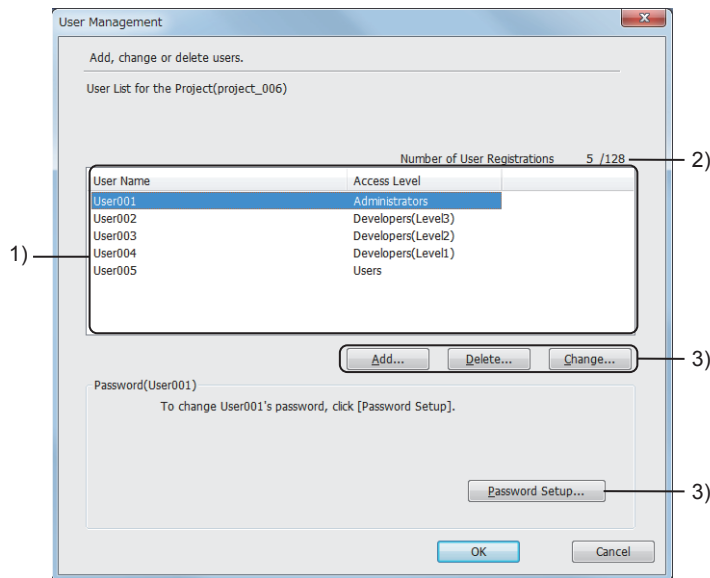 User Management
x
Add, change or delete users.
User List for the Project(project_006)
Number of User Registrations 5 /128 2)
User Name Access Level
User001 Administrators
User002 Developers(Level3)
User003 Developers(Level2)
1) User004 Developers(Level1)
User005 Users
Add... Delete... Change... 3)
Password(User001)
To change User001's password, click [Password Setup].
Password Setup... 3)
OK Cancel